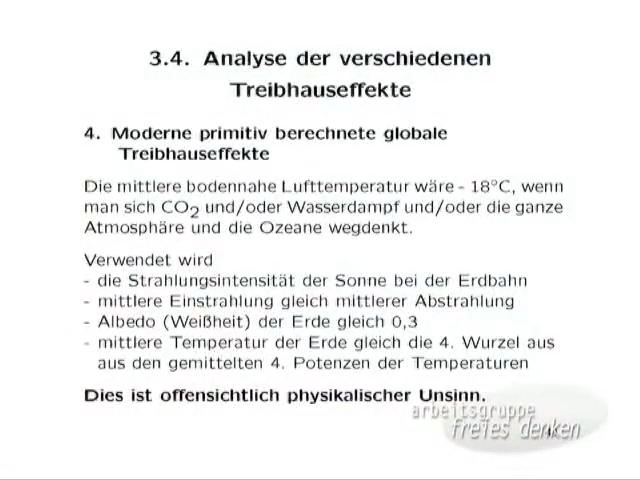 3.4. Analyse der verschiedenen
Treibhauseffekte
4. Moderne primitiv berechnete globale
Treibhauseffekte
Die mittlere bodennahe Lufttemperatur wäre - 18°C, wenn
man sich CO2 und/oder Wasserdampf und/oder die ganze
Atmosphäre und die Ozeane wegdenkt.
Verwendet wird
- die Strahlungsintensität der Sonne bei der Erdbahn
- mittlere Einstrahlung gleich mittlerer Abstrahlung
- Albedo (Weißheit) der Erde gleich 0,3
- mittlere Temperatur der Erde gleich die 4. Wurzel aus
aus den gemittelten 4. Potenzen der Temperaturen
Dies ist offensichtlich physikalischer Unsinn.
arbeitsgruppe
freies denken